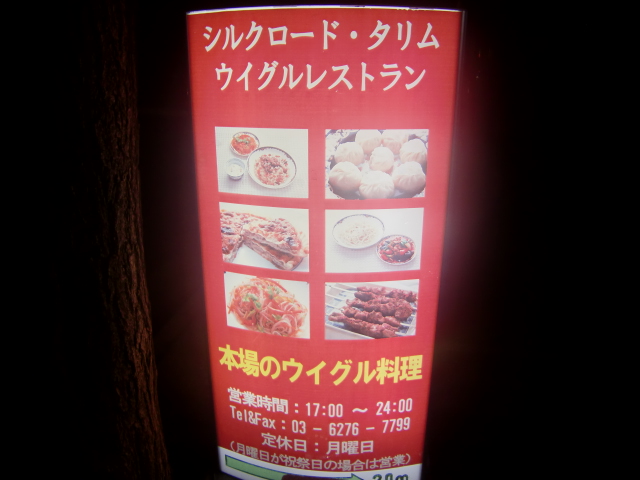 シルクロード・タリム
ウイグルレストラン
本場のウイグル料理
営業時間：17:00 ～ 24:00
Tel&Fax：03 － 6276 － 7799
定休日：月曜日
（月曜日が祝祭日の場合は営業）